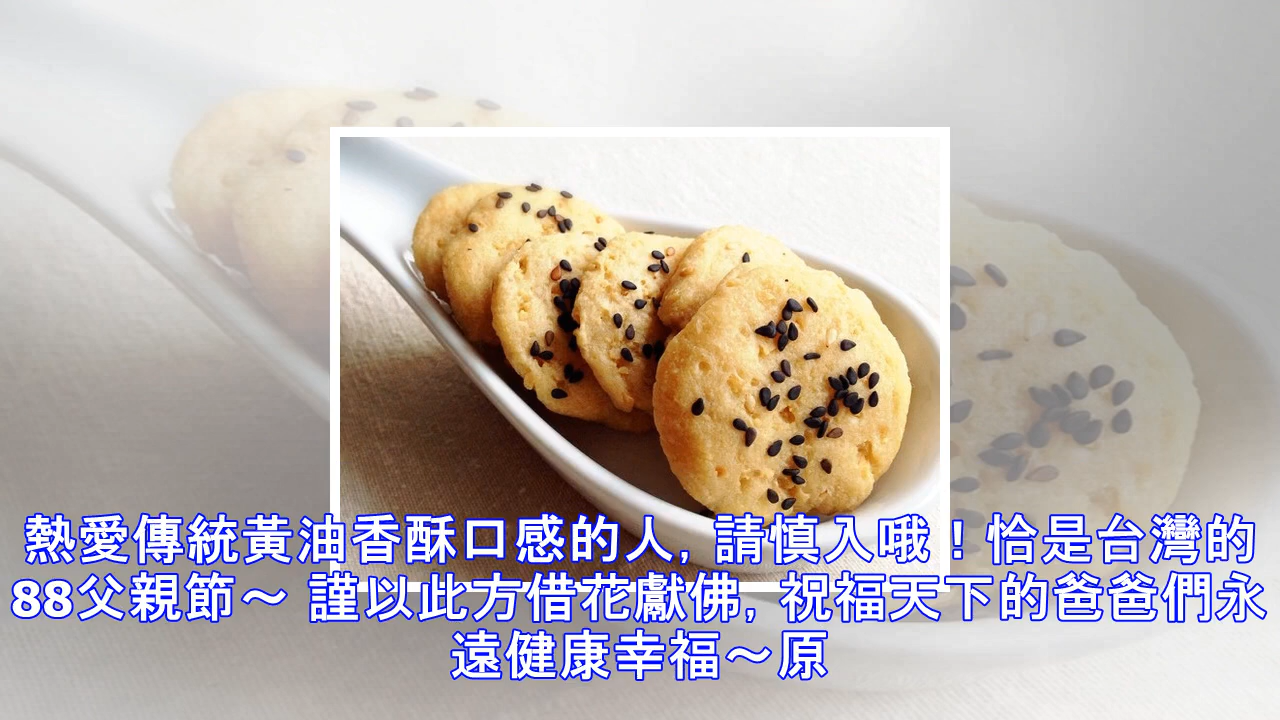 熱愛傳統黃油香酥口感的人, 請慎入哦！恰是台灣的
88父親節～ 謹以此方借花獻佛, 祝福天下的爸爸們永
遠健康幸福～原